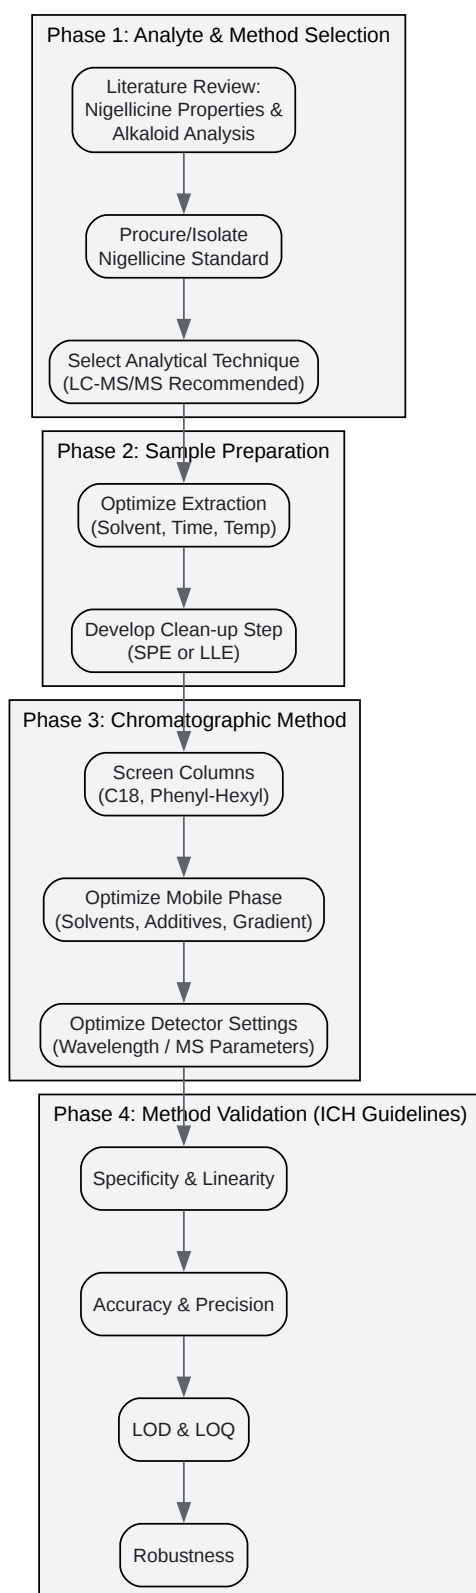 Phase 1: Analyte & Method Selection
Literature Review:
Nigellicine Properties &
Alkaloid Analysis
Procure/Isolate
Nigellicine Standard
Select Analytical Technique
(LC-MS/MS Recommended)
Phase 2: Sample Preparation
Optimize Extraction
(Solvent, Time, Temp)
Develop Clean-up Step
(SPE or LLE)
Phase 3: Chromatographic Method
Screen Columns
(C18, Phenyl-Hexyl)
Optimize Mobile Phase
(Solvents, Additives, Gradient)
Optimize Detector Settings
(Wavelength / MS Parameters)
Phase 4: Method Validation (ICH Guidelines)
Specificity & Linearity
Accuracy & Precision
LOD & LOQ
Robustness